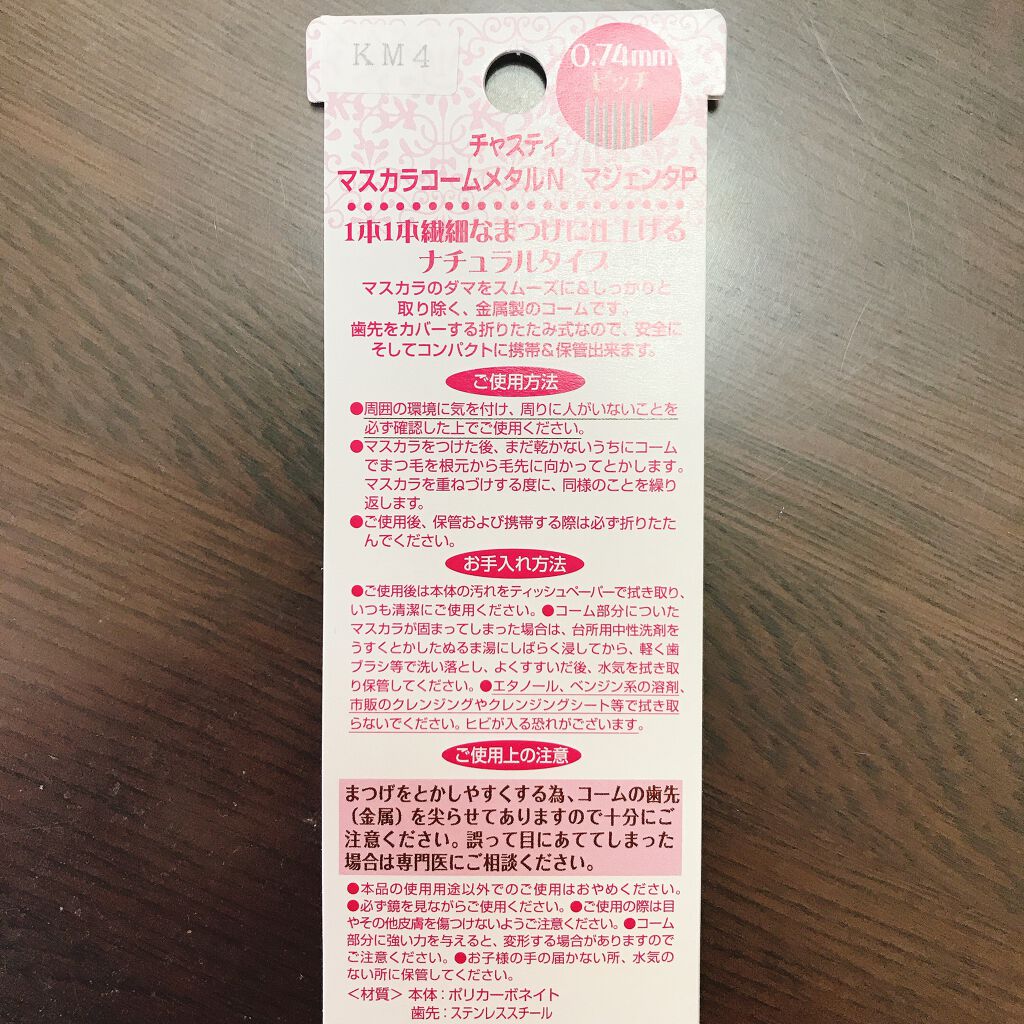 KM4
0.74mm
ピッチ
チャスティ
マスカラコームメタルN マジェンタP
1本1本繊細なまつげに仕上げる
ナチュラルタイプ
マスカラのダマをスムーズに&しっかりと
取り除く、金属製のコームです。
歯先をカバーする折りたたみ式なので、安全に
そしてコンパクトに携帯&保管出来ます。
ご使用方法
●周囲の環境に気を付け、周りに人がいないことを
必ず確認した上でご使用ください。
●マスカラをつけた後、まだ乾かないうちにコーム
でまつ毛を根元から毛先に向かってとかします。
マスカラを重ねづけする度に、同様のことを繰り
返します。
●ご使用後、保管および携帯する際は必ず折りたた
んでください。
お手入れ方法
●ご使用後は本体の汚れをティッシュペーパーで拭き取り、
いつも清潔にご使用ください。●コーム部分についた
マスカラが固まってしまった場合は、台所用中性洗剤を
うすくとかしたぬるま湯にしばらく浸してから、軽く歯
ブラシ等で洗い落とし、よくすすいだ後、水気を拭き取
り保管してください。●エタノール、ベンジン系の溶剤、
市販のクレンジングやクレンジングシート等で拭き取
らないでください。ヒビが入る恐れがございます。
ご使用上の注意
まつげをとかしやすくする為、コームの歯先
(金属)を尖らせてありますので十分にご
注意ください。誤って目にあててしまった
場合は専門医にご相談ください。
●本品の使用用途以外でのご使用はおやめください。
●必ず鏡を見ながらご使用ください。●ご使用の際は目
やその他皮膚を傷つけないようご注意ください。●コーム
部分に強い力を与えると、変形する場合がありますので
ご注意ください。●お子様の手の届かない所、水気の
ない所に保管してください。
<材質> 本体:ポリカーボネイト
歯先:ステンレススチール